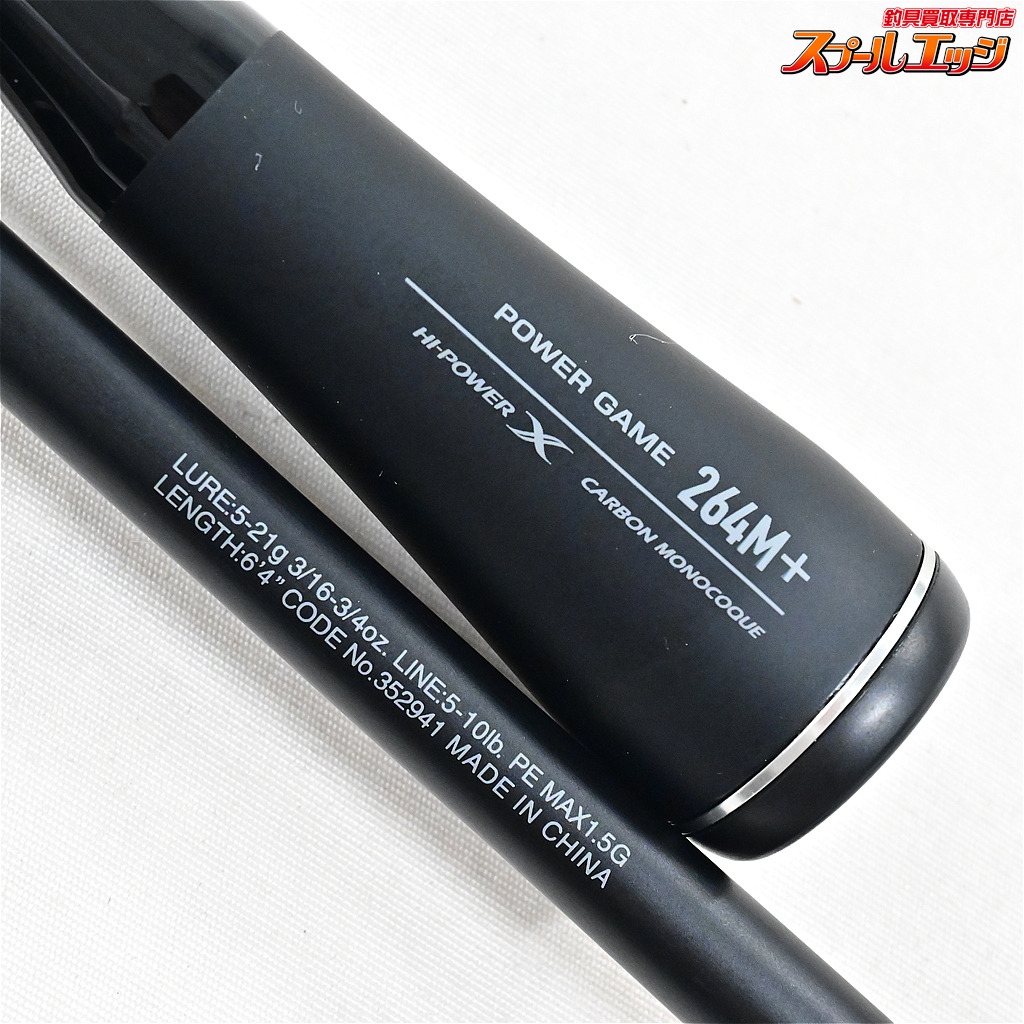 釣具買取専門店
スプールエッジ
POWER GAME 264M+
HI-POWER X CARBON MONOCOQUE
LURE:5-21g 3/16-3/4oz. LINE:5-10lb. PE MAX1.5G
LENGTH:6'4" CODE No.352941 MADE IN CHINA